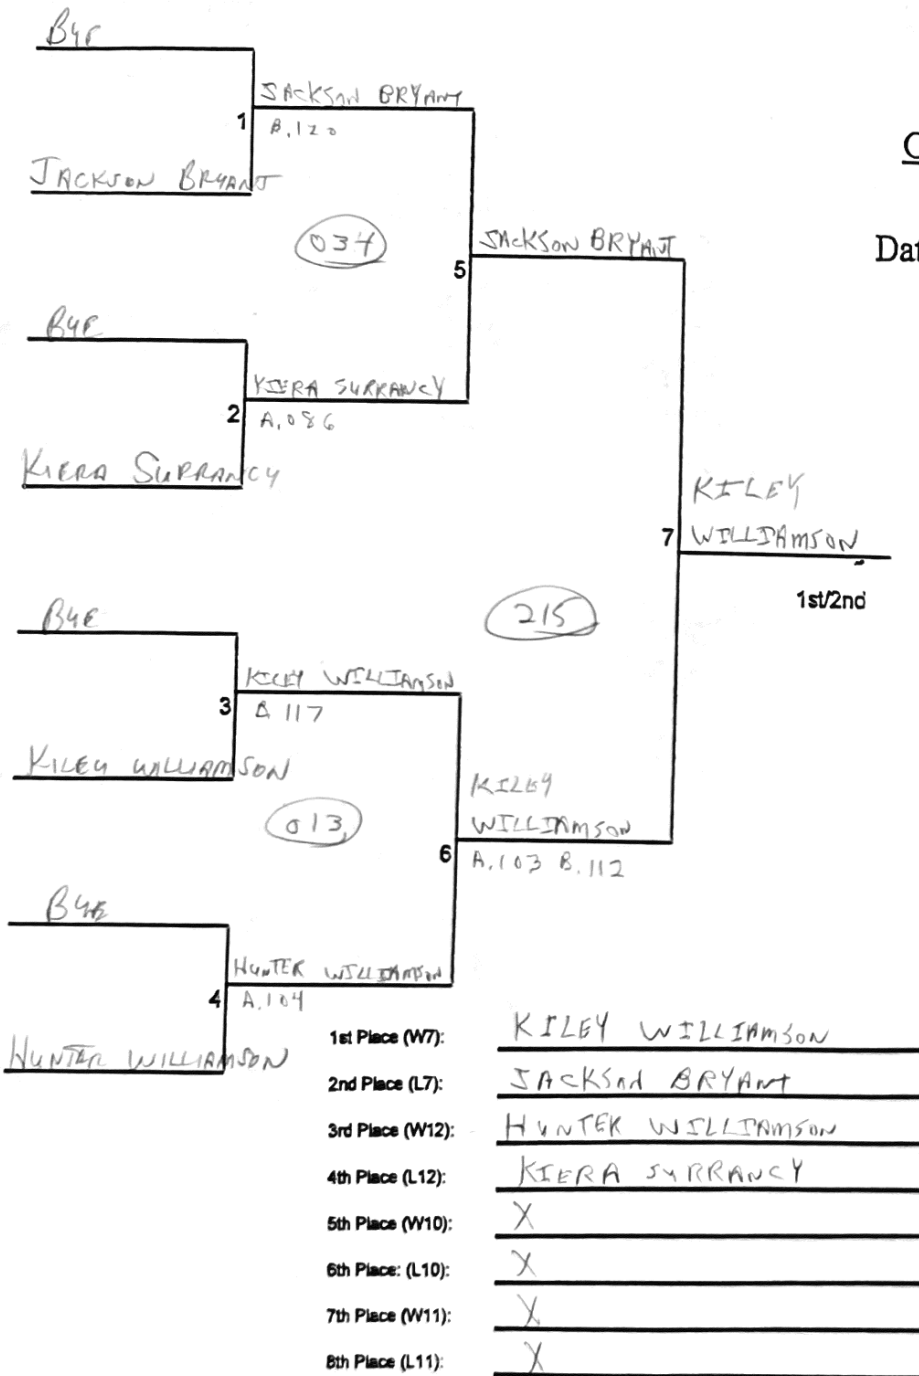 Bye
JACKSON BRYANT
1
B.120
JACKSON BRYANT
034
JACKSON BRYANT
5
Dat
Bye
KIERA SURRANCY
2
A.086
KIERA SURRANCY
KILEY
7
WILLIAMSON
1st/2nd
215
Bye
KILEY WILLIAMSON
3
B 117
KILEY WILLIAMSON
013
KILEY
WILLIAMSON
6
A.103 B.112
Bye
HUNTER WILLIAMSON
4
A.104
HUNTER WILLIAMSON
1st Place (W7): KILEY WILLIAMSON
2nd Place (L7): JACKSON BRYANT
3rd Place (W12): HUNTER WILLIAMSON
4th Place (L12): KIERA SURRANCY
5th Place (W10): X
6th Place: (L10): X
7th Place (W11): X
8th Place (L11): X